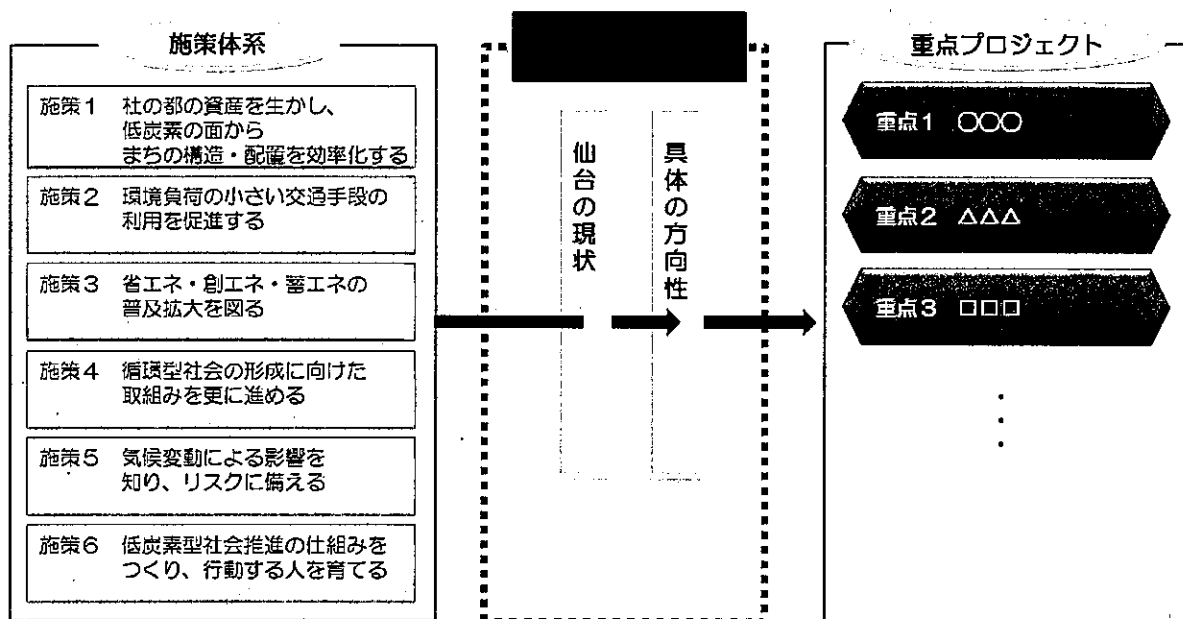 施策体系
施策1 杜の都の資産を生かし、
低炭素の面から
まちの構造・配置を効率化する
施策2 環境負荷の小さい交通手段の
利用を促進する
施策3 省エネ・創エネ・蓄エネの
普及拡大を図る
施策4 循環型社会の形成に向けた
取組みを更に進める
施策5 気候変動による影響を
知り、リスクに備える
施策6 低炭素型社会推進の仕組みを
つくり、行動する人を育てる
仙台の現状
具体の方向性
重点プロジェクト
重点1 〇〇〇
重点2 △△△
重点3 □□□